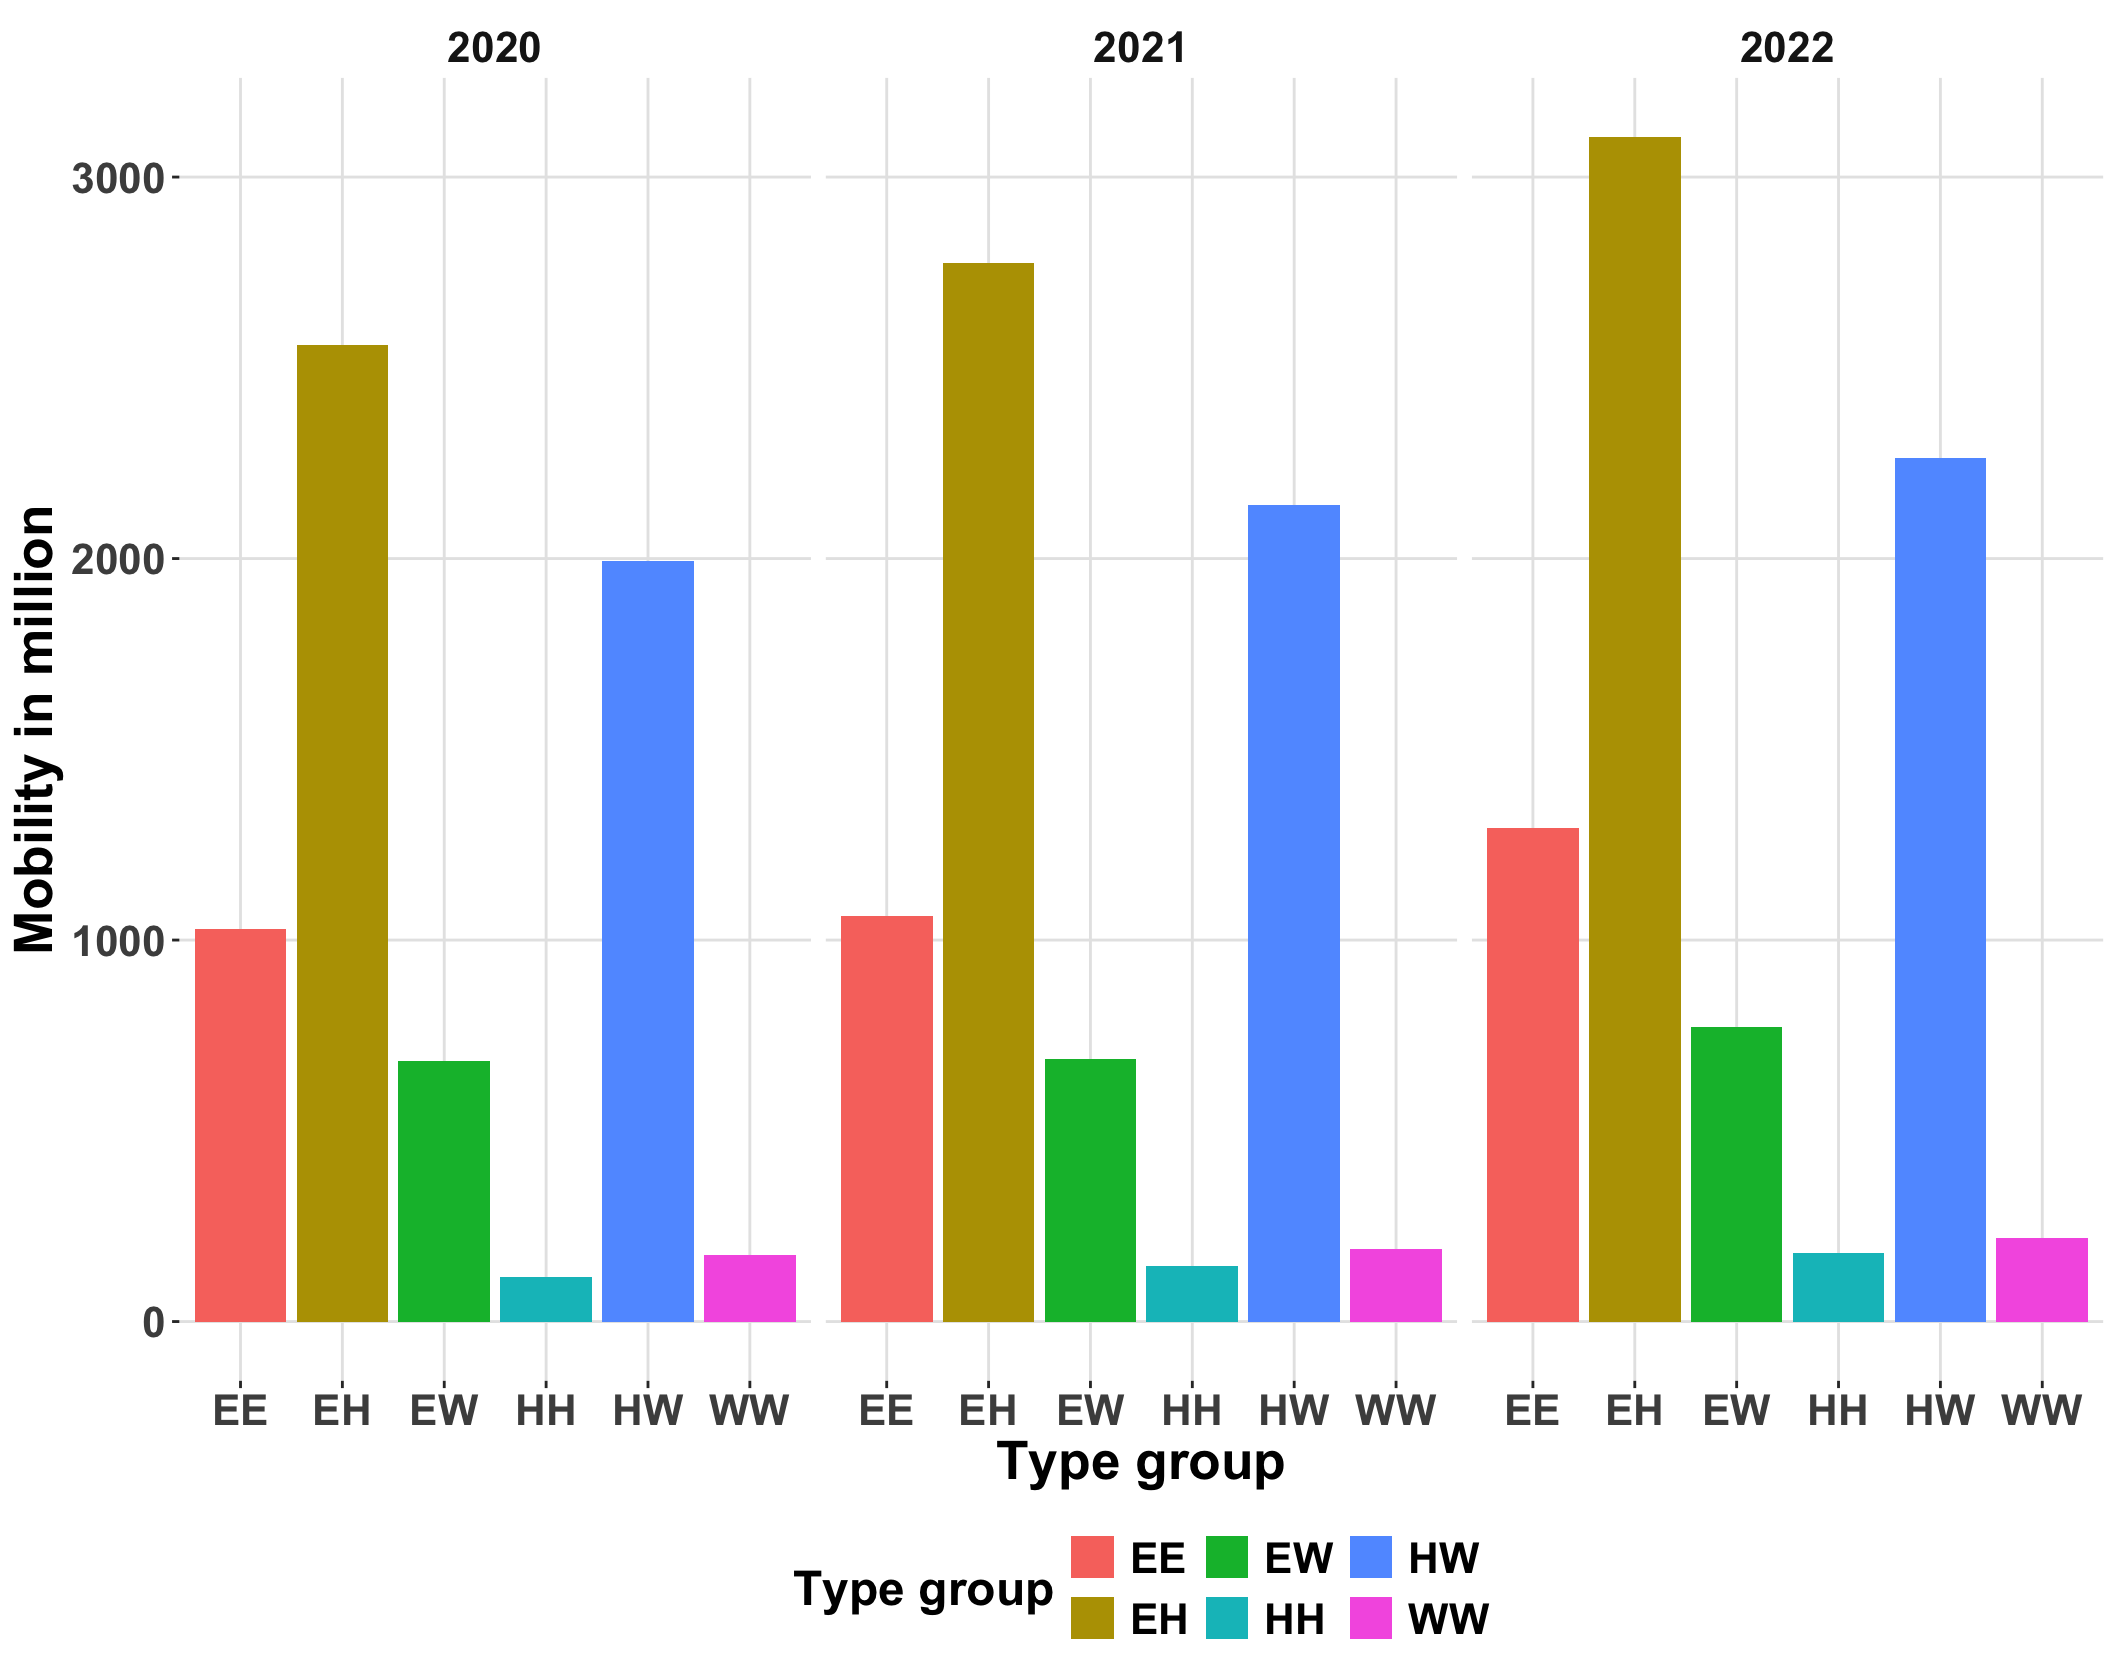 2020 2021 2022
3000
2000
1000
0
Mobility in million
EE EH EW HH HW WW EE EH EW HH HW WW EE EH EW HH HW WW
Type group
Type group
EE EW HW
EH HH WW